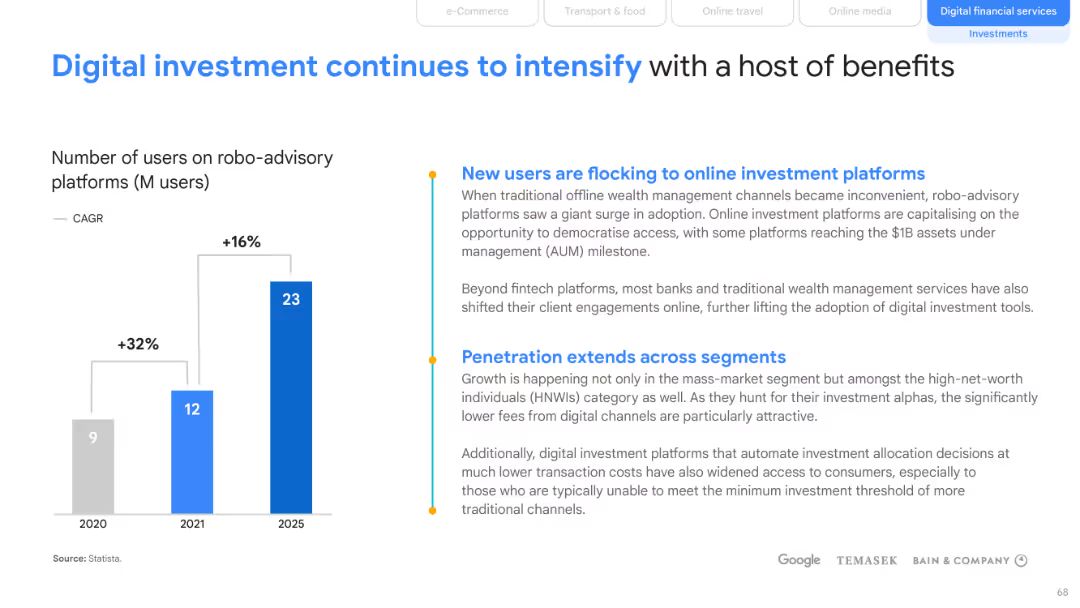 e-Commerce
Transport & food
Online travel
Online media
Digital financial services
Investments
Digital investment continues to intensify with a host of benefits
Number of users on robo-advisory
platforms (M users)
CAGR
+16%
23
+32%
12
9
2020
2021
2025
New users are flocking to online investment platforms
When traditional offline wealth management channels became inconvenient, robo-advisory
platforms saw a giant surge in adoption. Online investment platforms are capitalising on the
opportunity to democratise access, with some platforms reaching the $1B assets under
management (AUM) milestone.
Beyond fintech platforms, most banks and traditional wealth management services have also
shifted their client engagements online, further lifting the adoption of digital investment tools.
Penetration extends across segments
Growth is happening not only in the mass-market segment but amongst the high-net-worth
individuals (HNWIs) category as well. As they hunt for their investment alphas, the significantly
lower fees from digital channels are particularly attractive.
Additionally, digital investment platforms that automate investment allocation decisions at
much lower transaction costs have also widened access to consumers, especially to
those who are typically unable to meet the minimum investment threshold of more
traditional channels.
Source: Statista.
Google
TEMASEK
BAIN & COMPANY
68